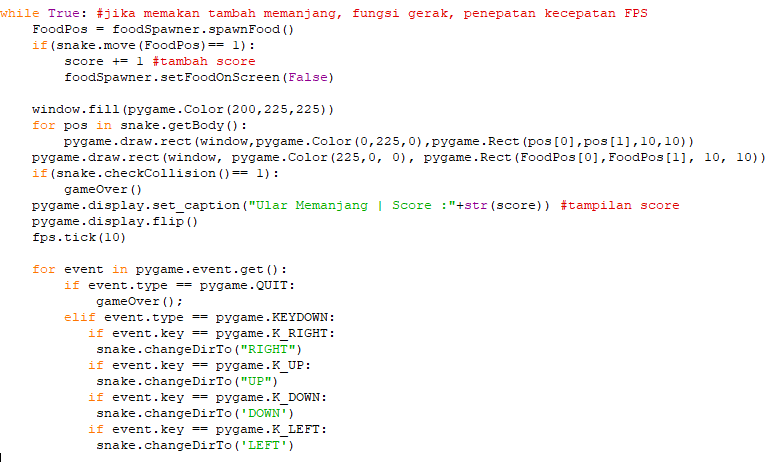 while True: #jika memakan tambah memanjang, fungsi gerak, penepatan kecepatan FPS
    FoodPos = foodSpawner.spawnFood()
    if(snake.move(FoodPos)== 1):
        score += 1 #tambah score
        foodSpawner.setFoodOnScreen(False)

    window.fill(pygame.Color(200,225,225))
    for pos in snake.getBody():
        pygame.draw.rect(window,pygame.Color(0,225,0),pygame.Rect(pos[0],pos[1],10,10))
    pygame.draw.rect(window, pygame.Color(225,0, 0), pygame.Rect(FoodPos[0],FoodPos[1], 10, 10))
    if(snake.checkCollision()== 1):
        gameOver()
    pygame.display.set_caption("Ular Memanjang | Score :"+str(score)) #tampilan score
    pygame.display.flip()
    fps.tick(10)

    for event in pygame.event.get():
        if event.type == pygame.QUIT:
            gameOver();
        elif event.type == pygame.KEYDOWN:
           if event.key == pygame.K_RIGHT:
            snake.changeDirTo("RIGHT")
           if event.key == pygame.K_UP:
            snake.changeDirTo("UP")
           if event.key == pygame.K_DOWN:
            snake.changeDirTo('DOWN')
           if event.key == pygame.K_LEFT:
            snake.changeDirTo('LEFT')